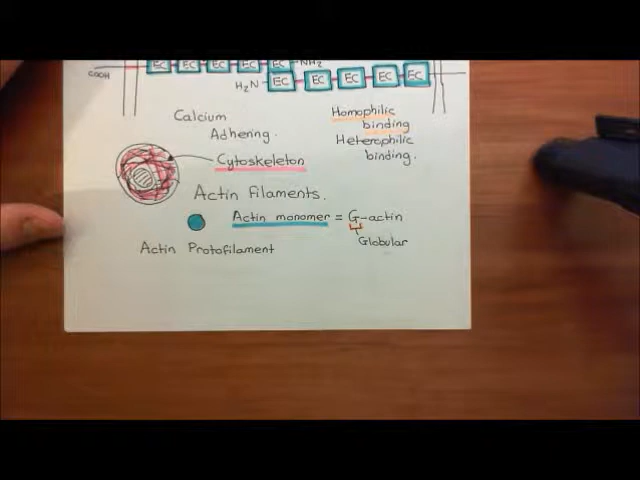 EC EC EC EC EC NH2
COOH
H2N EC EC EC EC EC
Calcium
Adhering.
Homophilic
binding
Heterophilic
binding.
Cytoskeleton
Actin filaments.
Actin monomer = G-actin
Globular
Actin Protofilament